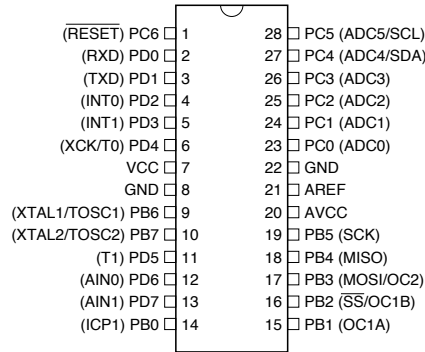 (RESET) PC6 1 28 PC5 (ADC5/SCL)
(RXD) PD0 2 27 PC4 (ADC4/SDA)
(TXD) PD1 3 26 PC3 (ADC3)
(INT0) PD2 4 25 PC2 (ADC2)
(INT1) PD3 5 24 PC1 (ADC1)
(XCK/T0) PD4 6 23 PC0 (ADC0)
VCC 7 22 GND
GND 8 21 AREF
(XTAL1/TOSC1) PB6 9 20 AVCC
(XTAL2/TOSC2) PB7 10 19 PB5 (SCK)
(T1) PD5 11 18 PB4 (MISO)
(AIN0) PD6 12 17 PB3 (MOSI/OC2)
(AIN1) PD7 13 16 PB2 (SS/OC1B)
(ICP1) PB0 14 15 PB1 (OC1A)